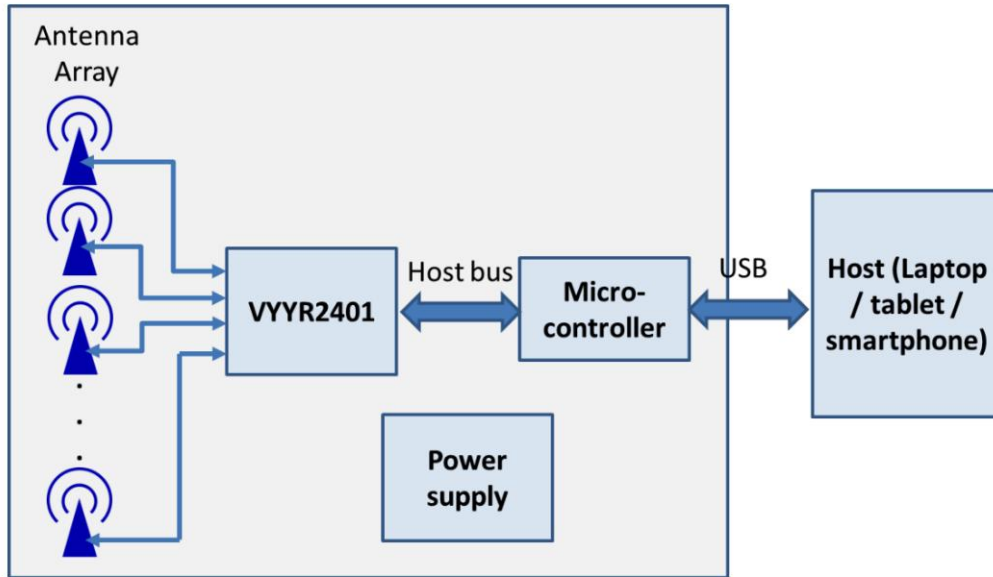 Antenna
Array
VYYR2401
Host bus
Micro-
controller
USB
Host (Laptop
/ tablet /
smartphone)
Power
supply